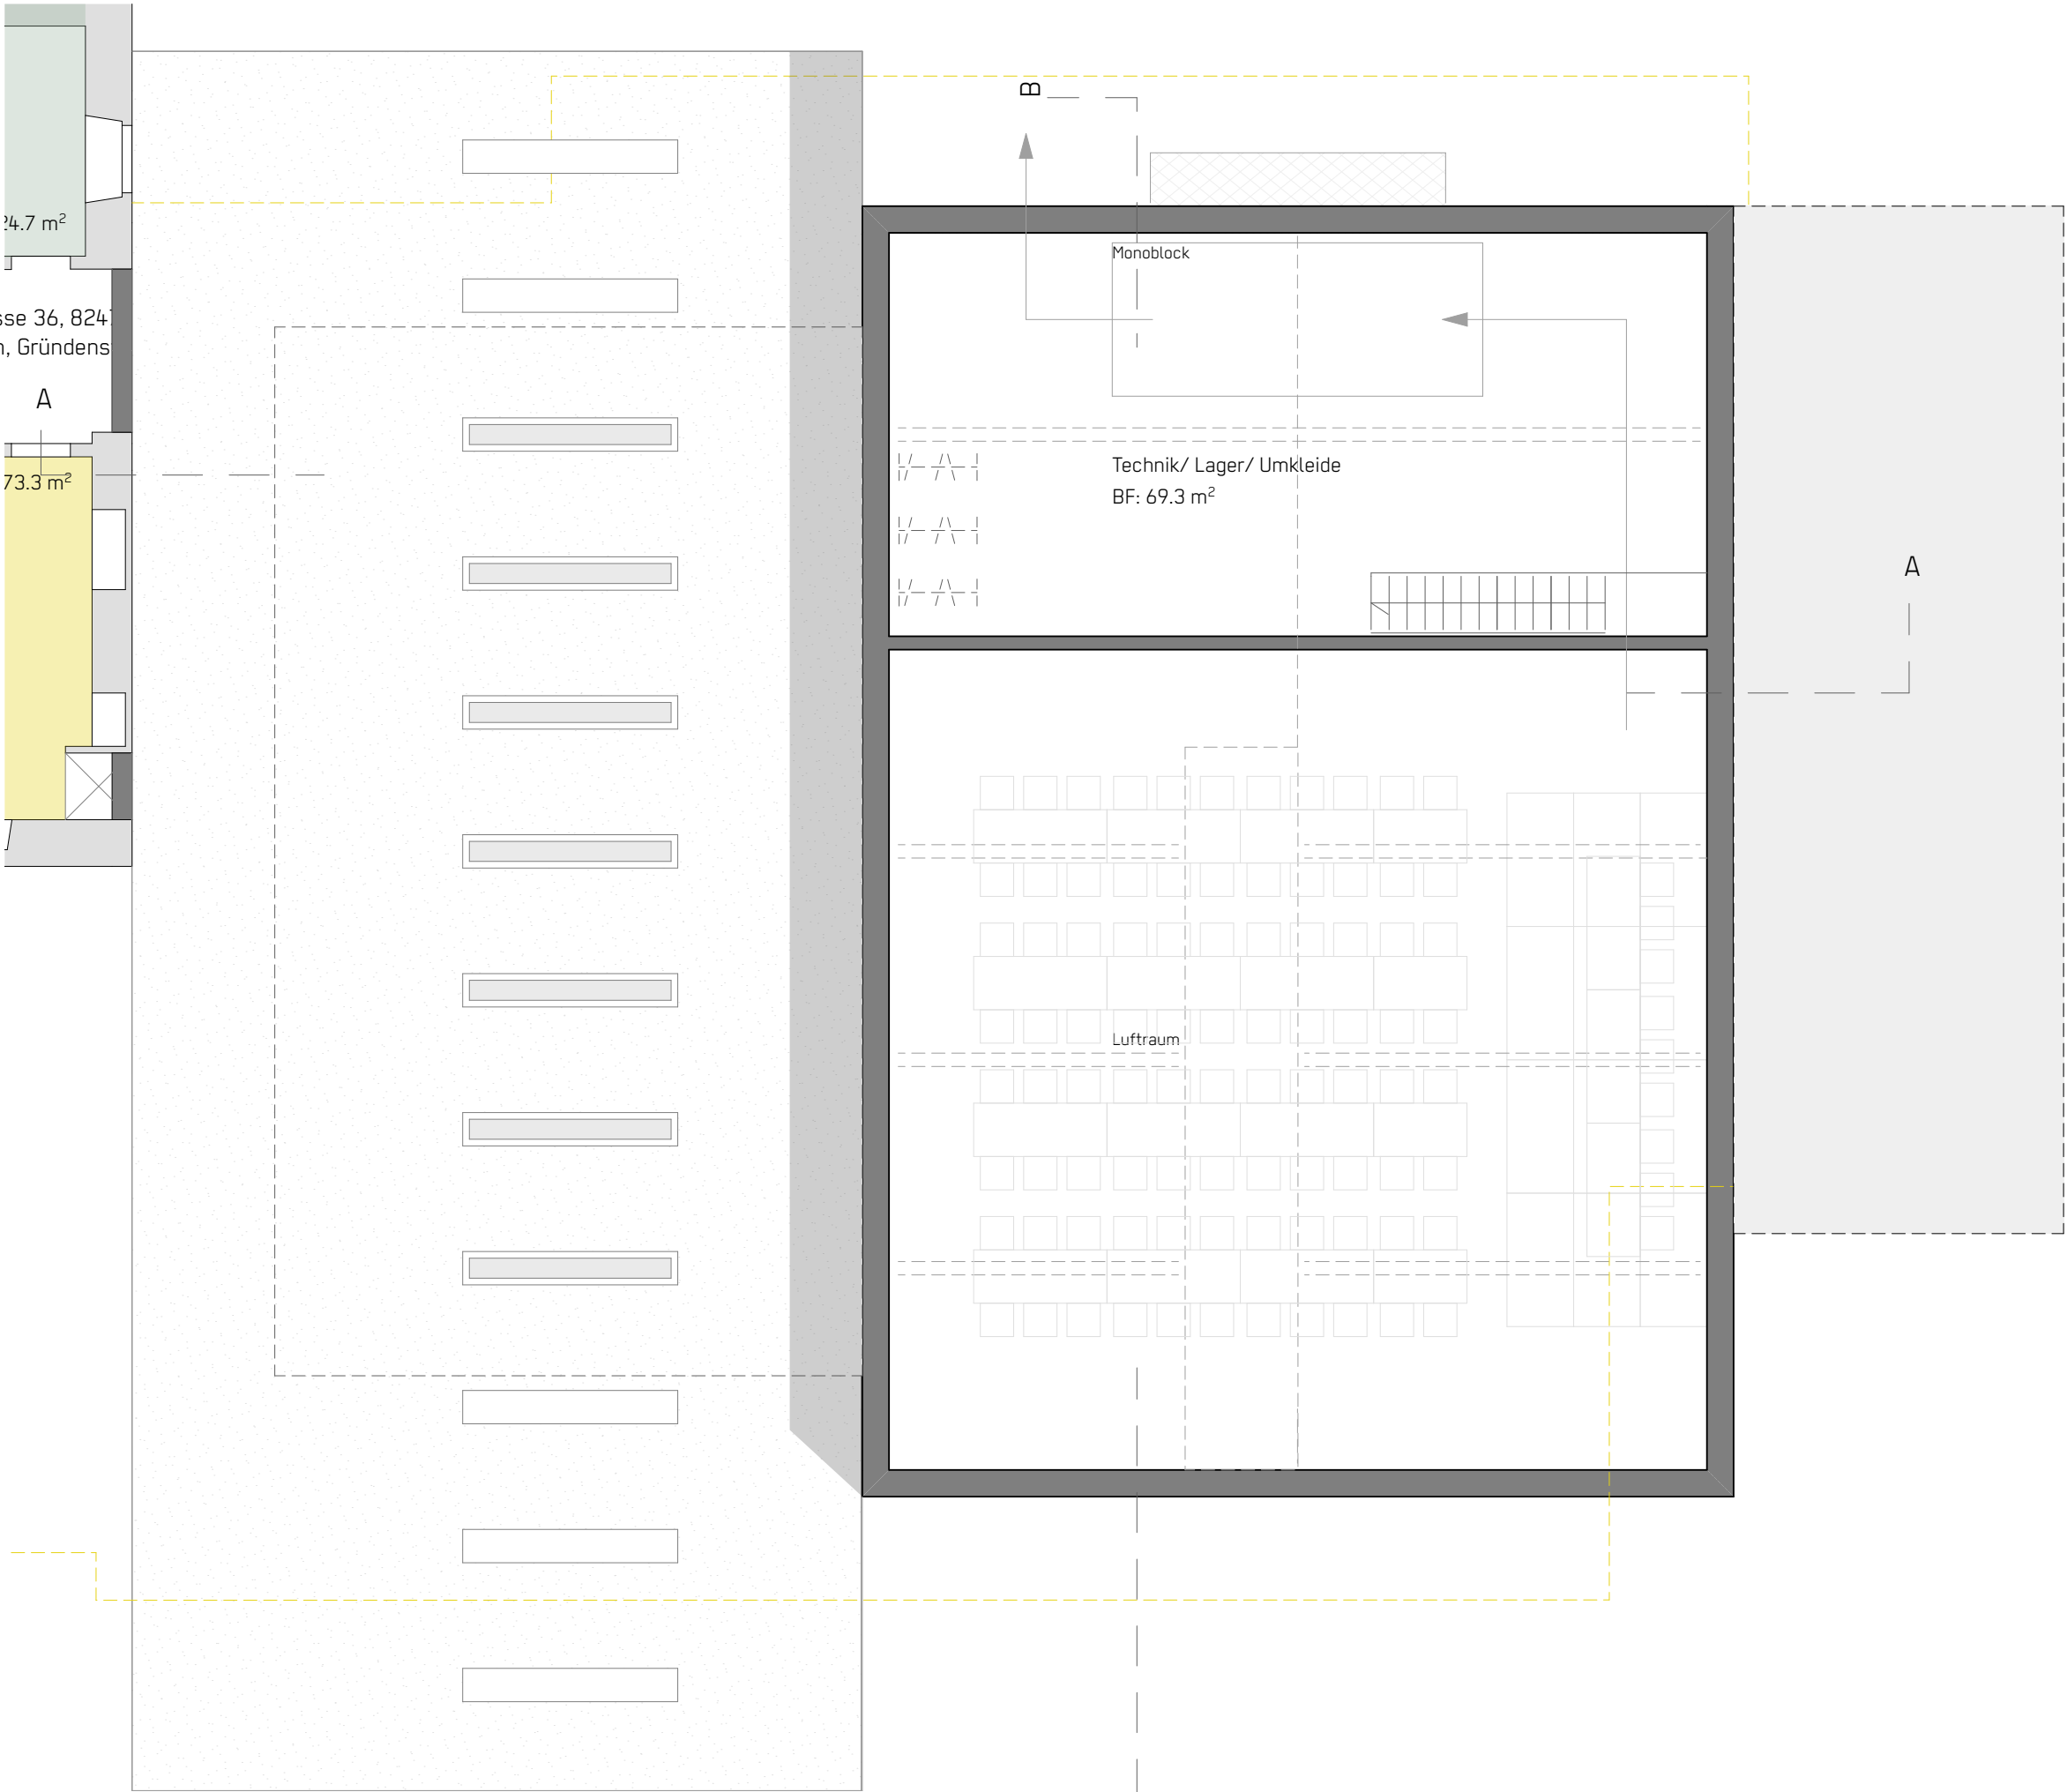 B
24.7 m²
Monoblock
sse 36, 824
n, Gründens
A
Technik/ Lager/ Umkleide
BF: 69.3 m²
73.3 m²
A
Luftraum